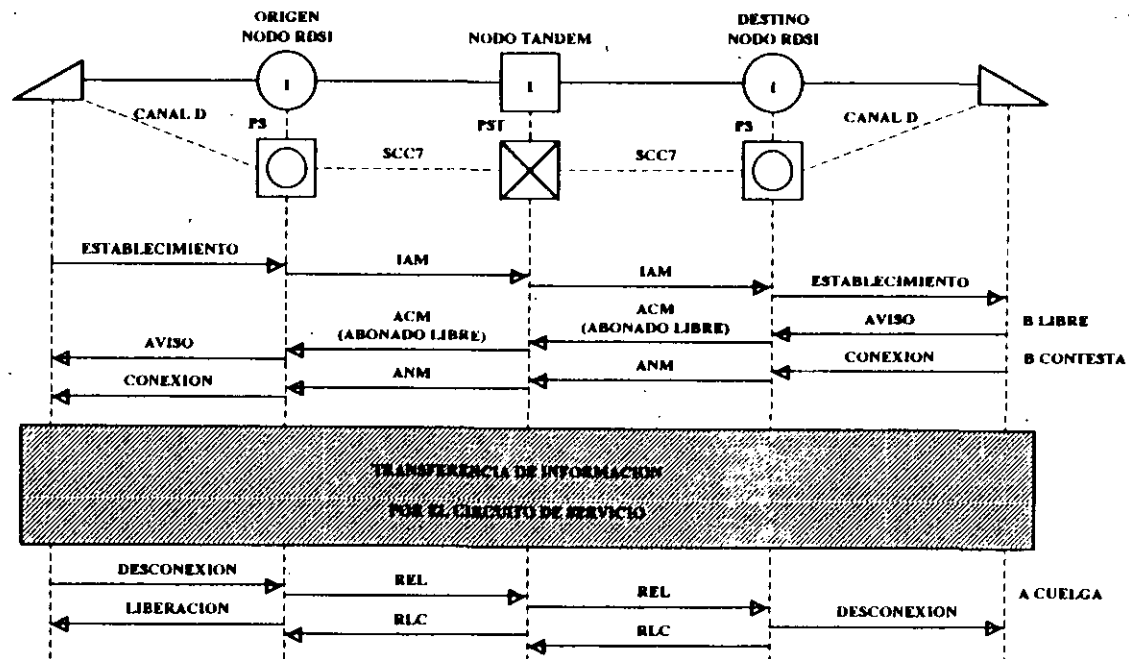 ORIGEN
NODO RDSI
NODO TANDEM
DESTINO
NODO RDSI
I
I
I
CANAL D
PS
PST
PS
CANAL D
SCC7
SCC7
ESTABLECIMIENTO
IAM
IAM
ESTABLECIMIENTO
ACM
(ABONADO LIBRE)
ACM
(ABONADO LIBRE)
AVISO
B LIBRE
AVISO
CONEXION
B CONTESTA
CONEXION
ANM
ANM
TRANSFERENCIA DE INFORMACION
POR EL CIRCUITO DE SERVICIO
DESCONEXION
REL
REL
A CUELGA
LIBERACION
RLC
RLC
DESCONEXION